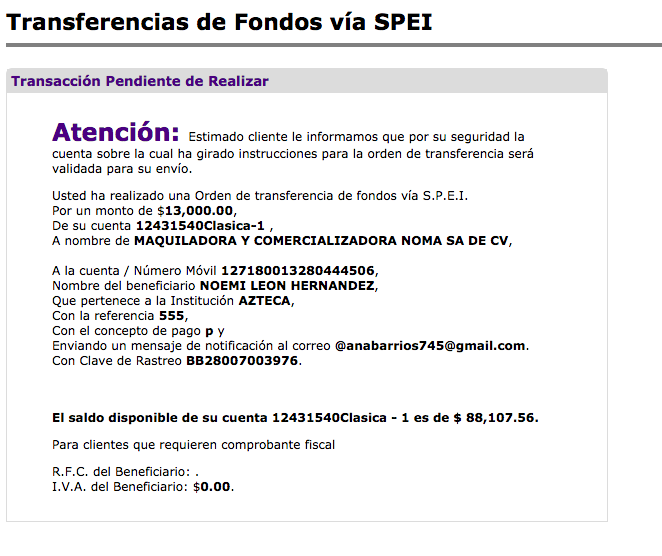 Transferencias de Fondos vía SPEI
Transacción Pendiente de Realizar
Atención: Estimado cliente le informamos que por su seguridad la
cuenta sobre la cual ha girado instrucciones para la orden de transferencia será
validada para su envío.
Usted ha realizado una Orden de transferencia de fondos vía S.P.E.I.
Por un monto de $13,000.00,
De su cuenta 12431540Clasica-1 ,
A nombre de MAQUILADORA Y COMERCIALIZADORA NOMA SA DE CV,
A la cuenta / Número Móvil 127180013280444506,
Nombre del beneficiario NOEMI LEON HERNANDEZ,
Que pertenece a la Institución AZTECA,
Con la referencia 555,
Con el concepto de pago p y
Enviando un mensaje de notificación al correo @anabarrios745@gmail.com.
Con Clave de Rastreo BB28007003976.
El saldo disponible de su cuenta 12431540Clasica - 1 es de $ 88,107.56.
Para clientes que requieren comprobante fiscal
R.F.C. del Beneficiario: .
I.V.A. del Beneficiario: $0.00.